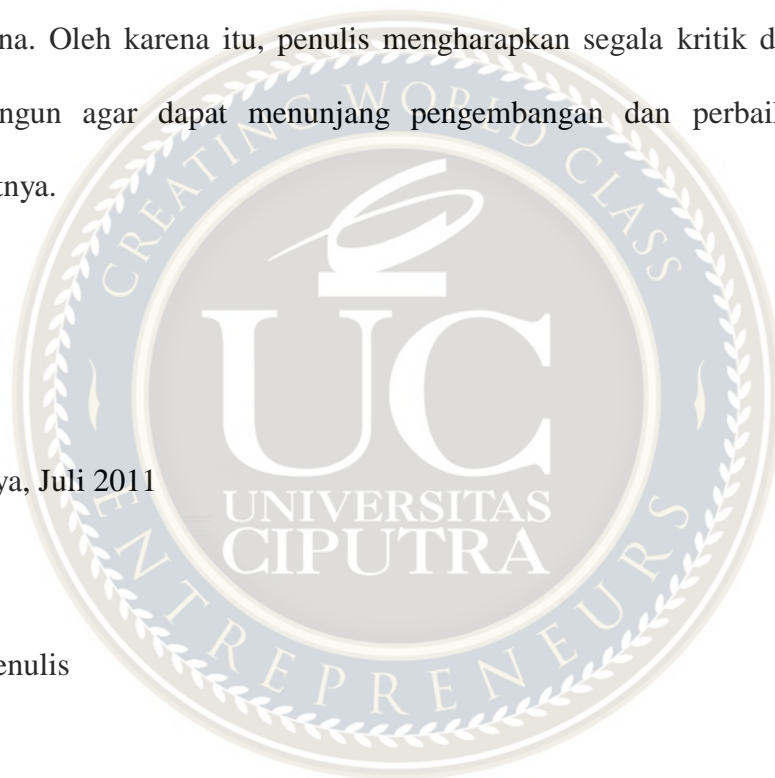 na. Oleh karena itu, penulis mengharapkan segala kritik d
ngun agar dapat menunjang pengembangan dan perbail
tnya.
CREATING WORLD CLASS
UC
ya, Juli 2011
UNIVERSITAS
CIPUTRA
enulis
ENTREPRENEURS